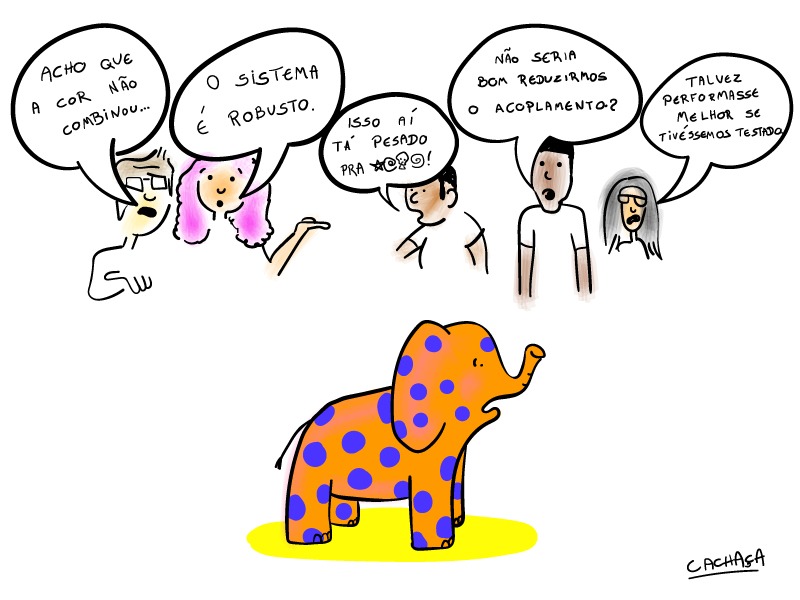 ACHO QUE
A COR NÃO
COMBINOU...
O SISTEMA
É ROBUSTO.
ISSO AÍ
TÁ PESADO
PRA ★@☠🌀!
NÃO SERIA
BOM REDUZIRMOS
O ACOPLAMENTO?
TALVEZ
PERFORMASSE
MELHOR SE
TIVÉSSEMOS TESTADO
CACHAÇA